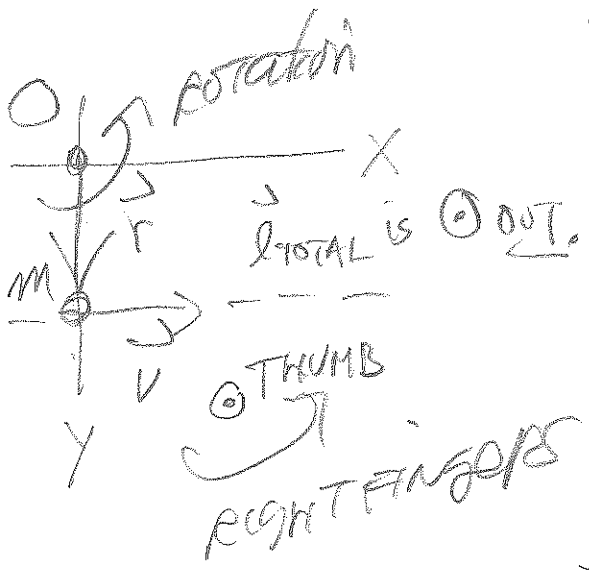 O rotation
X
r
l TOTAL is ⊙ OUT.
m
v
⊙ THUMB
Y
RIGHT FINGERS